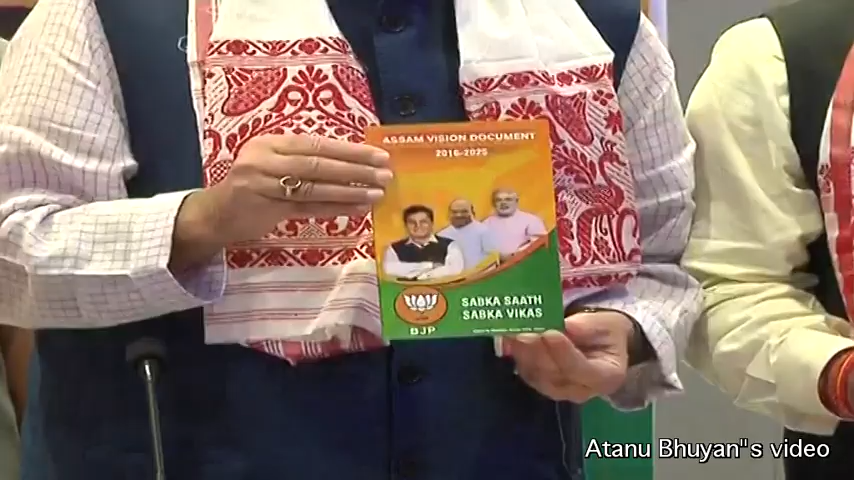 ASSAM VISION DOCUMENT
2016-2025
SABKA SAATH
SABKA VIKAS
BJP
Atanu Bhuyan"s video